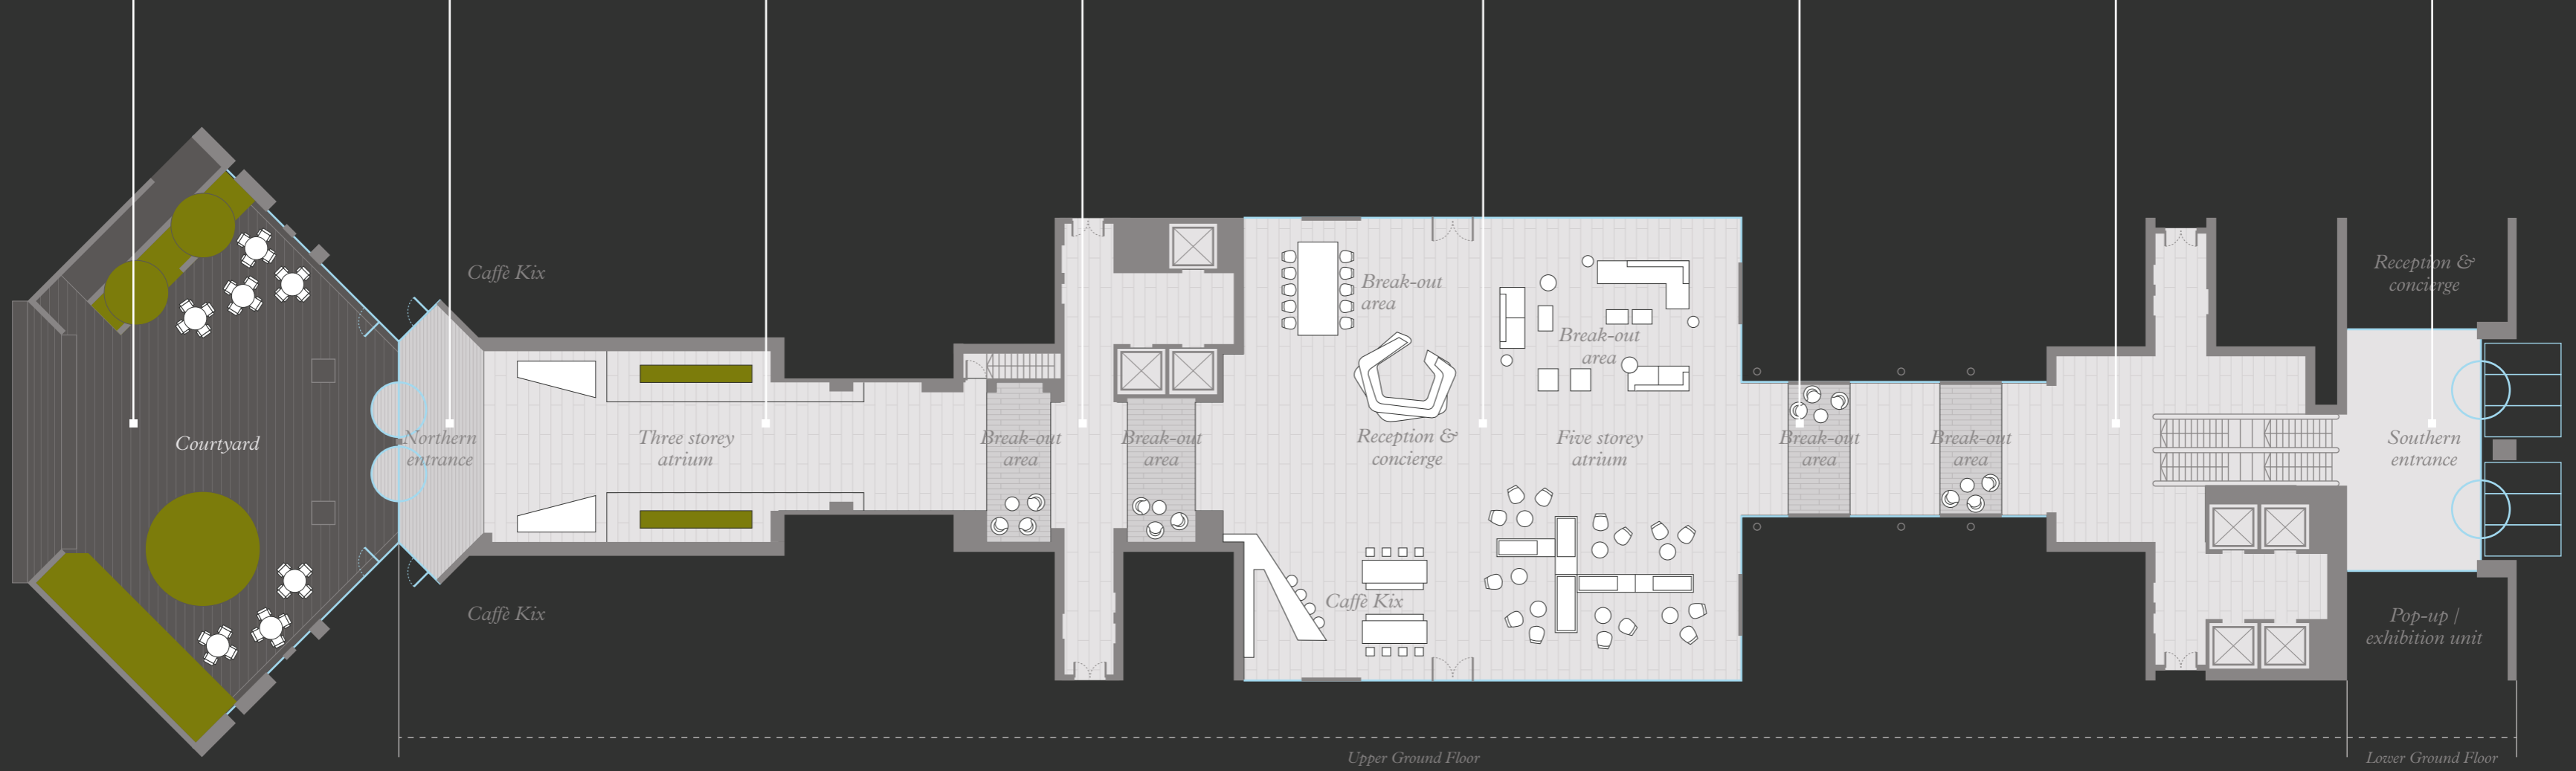 Caffè Kix
Courtyard
Northern
entrance
Caffè Kix
Three storey
atrium
Break-out
area
Break-out
area
Break-out
area
Reception &
concierge
Caffè Kix
Break-out
area
Five storey
atrium
Break-out
area
Break-out
area
Reception &
concierge
Southern
entrance
Pop-up /
exhibition unit
Upper Ground Floor
Lower Ground Floor